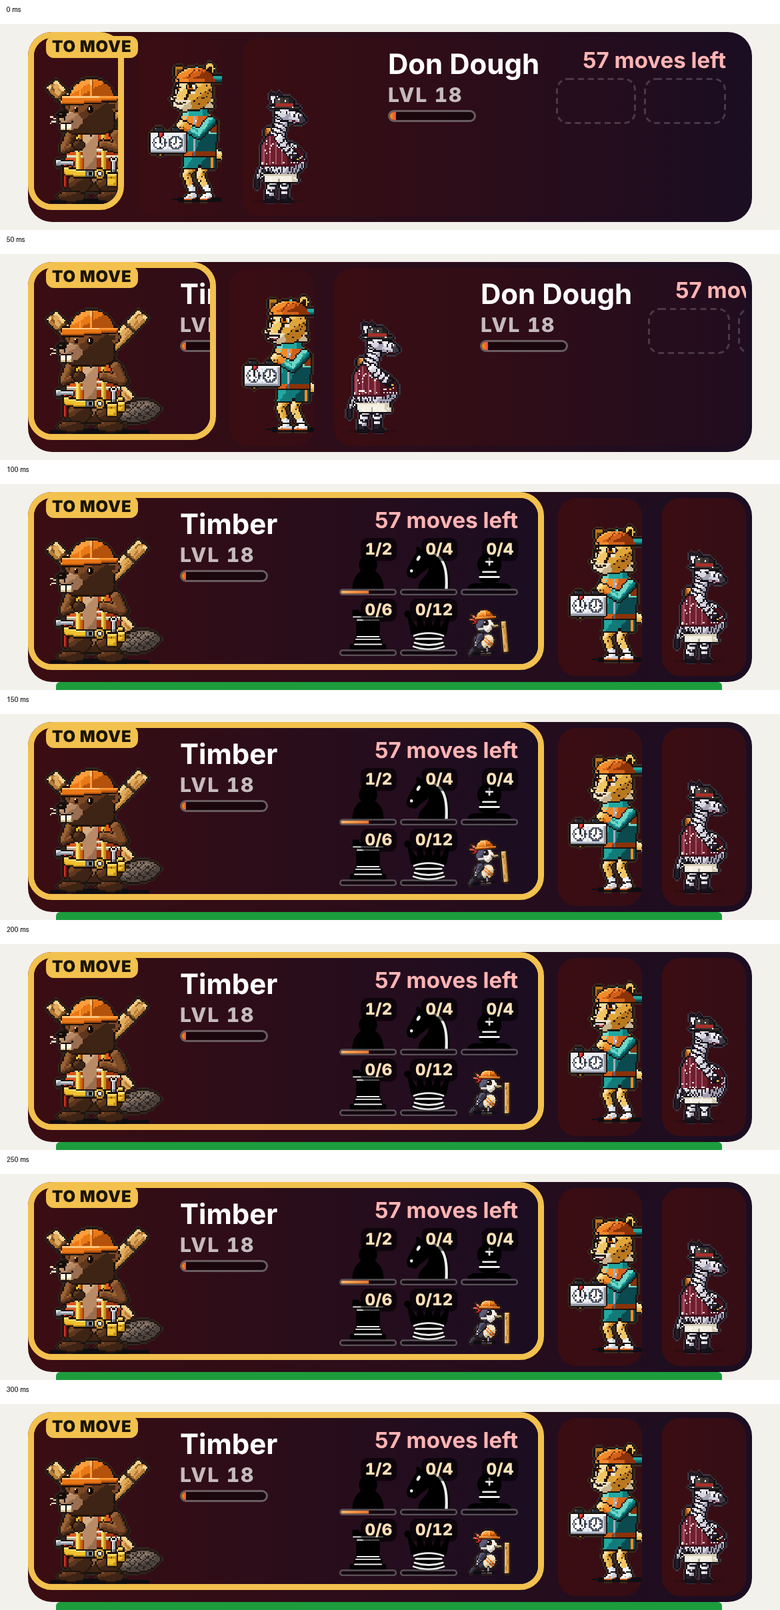 0 ms
TO MOVE
Don Dough
57 moves left
LVL 18
50 ms
TO MOVE
Don Dough
57 mov
LVL 18
100 ms
TO MOVE
Timber
57 moves left
LVL 18
1/2 0/4 0/4
0/6 0/12
150 ms
TO MOVE
Timber
57 moves left
LVL 18
1/2 0/4 0/4
0/6 0/12
200 ms
TO MOVE
Timber
57 moves left
LVL 18
1/2 0/4 0/4
0/6 0/12
250 ms
TO MOVE
Timber
57 moves left
LVL 18
1/2 0/4 0/4
0/6 0/12
300 ms
TO MOVE
Timber
57 moves left
LVL 18
1/2 0/4 0/4
0/6 0/12